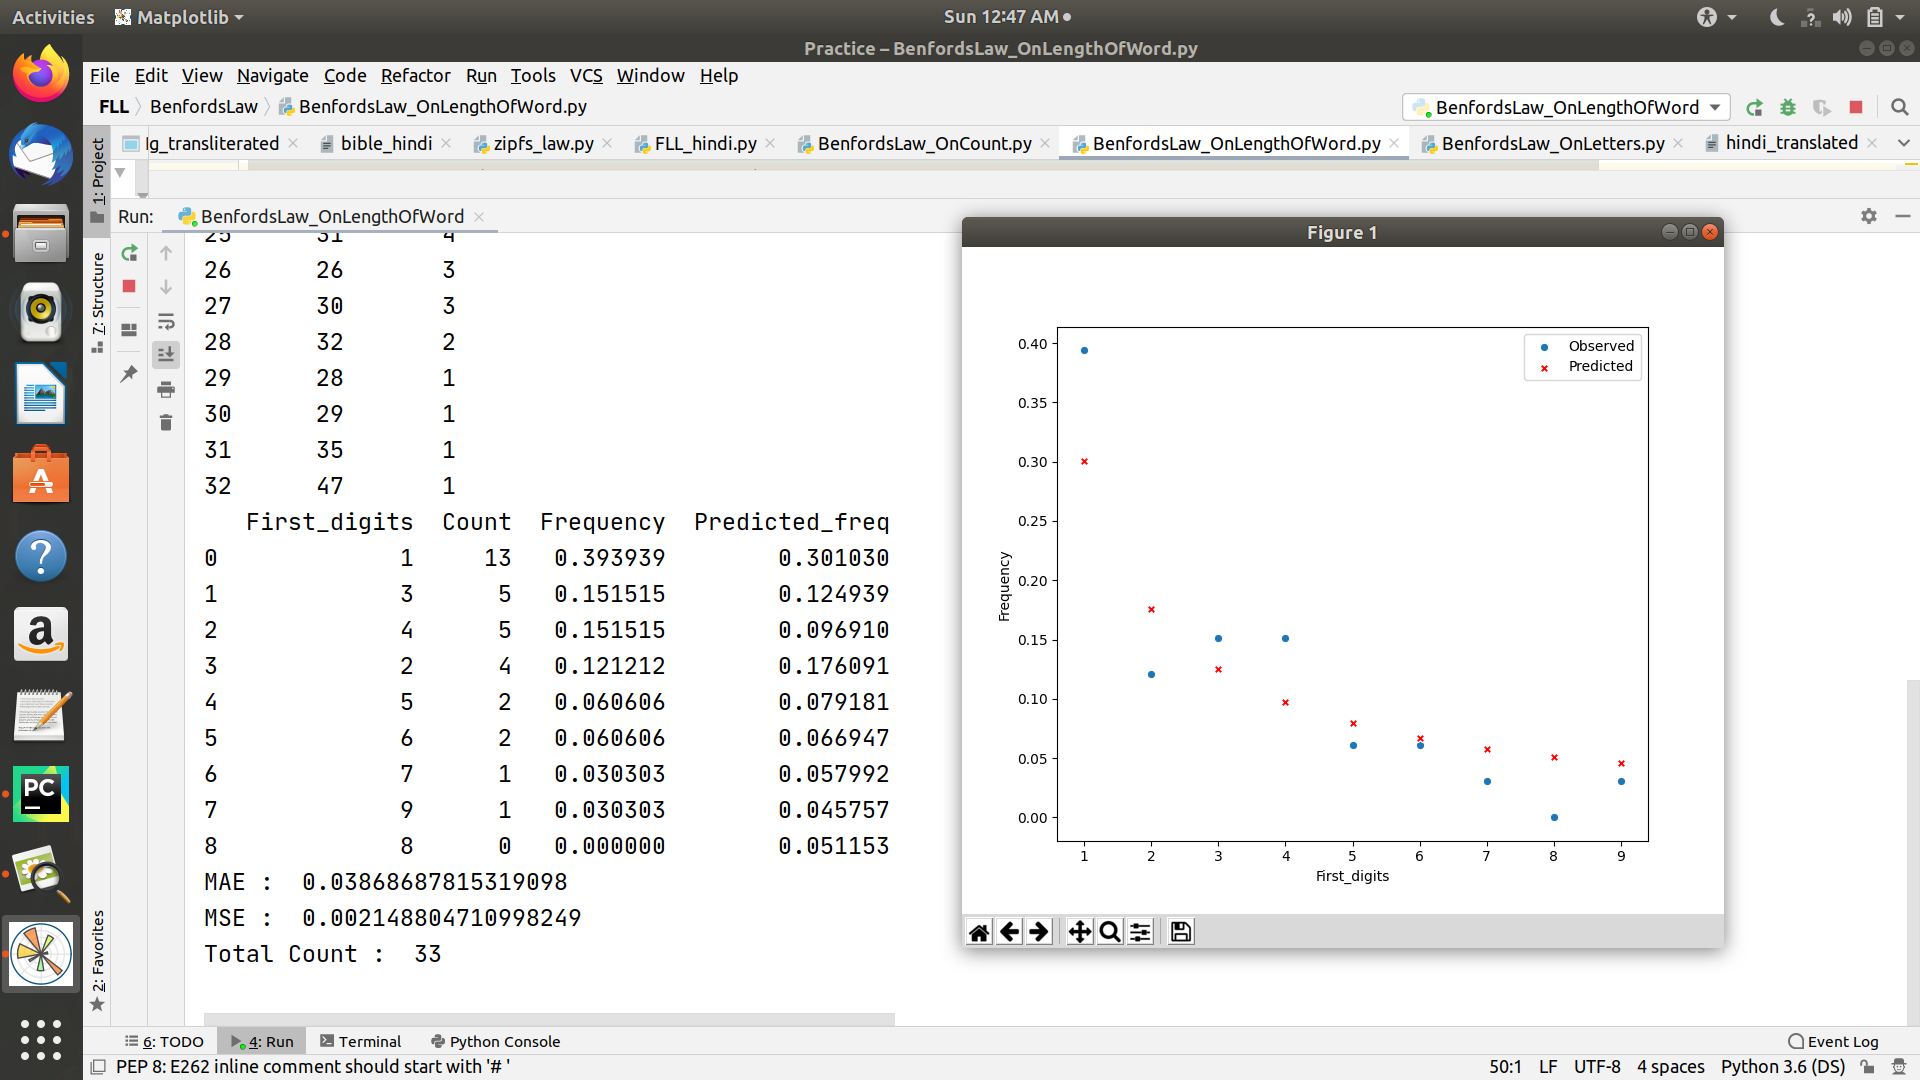 Activities Matplotlib Sun 12:47 AM
Practice – BenfordsLaw_OnLengthOfWord.py
File Edit View Navigate Code Refactor Run Tools VCS Window Help
FLL BenfordsLaw BenfordsLaw_OnLengthOfWord.py BenfordsLaw_OnLengthOfWord
lg_transliterated bible_hindi zipfs_law.py FLL_hindi.py BenfordsLaw_OnCount.py BenfordsLaw_OnLengthOfWord.py BenfordsLaw_OnLetters.py hindi_translated
1: Project
7: Structure
2: Favorites
Run: BenfordsLaw_OnLengthOfWord
25 31 4
26 26 3
27 30 3
28 32 2
29 28 1
30 29 1
31 35 1
32 47 1
First_digits Count Frequency Predicted_freq
0 1 13 0.393939 0.301030
1 3 5 0.151515 0.124939
2 4 5 0.151515 0.096910
3 2 4 0.121212 0.176091
4 5 2 0.060606 0.079181
5 6 2 0.060606 0.066947
6 7 1 0.030303 0.057992
7 9 1 0.030303 0.045757
8 8 0 0.000000 0.051153
MAE : 0.03868687815319098
MSE : 0.002148804710998249
Total Count : 33
Figure 1
Observed
Predicted
0.40
0.35
0.30
0.25
0.20
0.15
0.10
0.05
0.00
Frequency
1 2 3 4 5 6 7 8 9
First_digits
6: TODO 4: Run Terminal Python Console Event Log
PEP 8: E262 inline comment should start with '# ' 50:1 LF UTF-8 4 spaces Python 3.6 (DS)